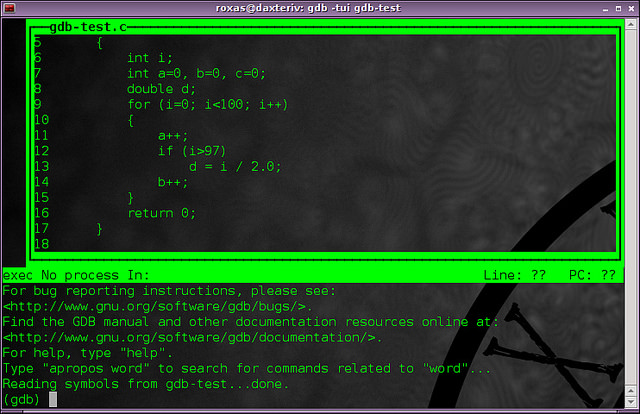 roxas@daxteriv: gdb -tui gdb-test
gdb-test.c
5       {
6           int i;
7           int a=0, b=0, c=0;
8           double d;
9           for (i=0; i<100; i++)
10          {
11              a++;
12              if (i>97)
13                  d = i / 2.0;
14              b++;
15          }
16          return 0;
17      }
18
exec No process In:                                          Line: ??   PC: ??
For bug reporting instructions, please see:
<http://www.gnu.org/software/gdb/bugs/>.
Find the GDB manual and other documentation resources online at:
<http://www.gnu.org/software/gdb/documentation/>.
For help, type "help".
Type "apropos word" to search for commands related to "word"...
Reading symbols from gdb-test...done.
(gdb)